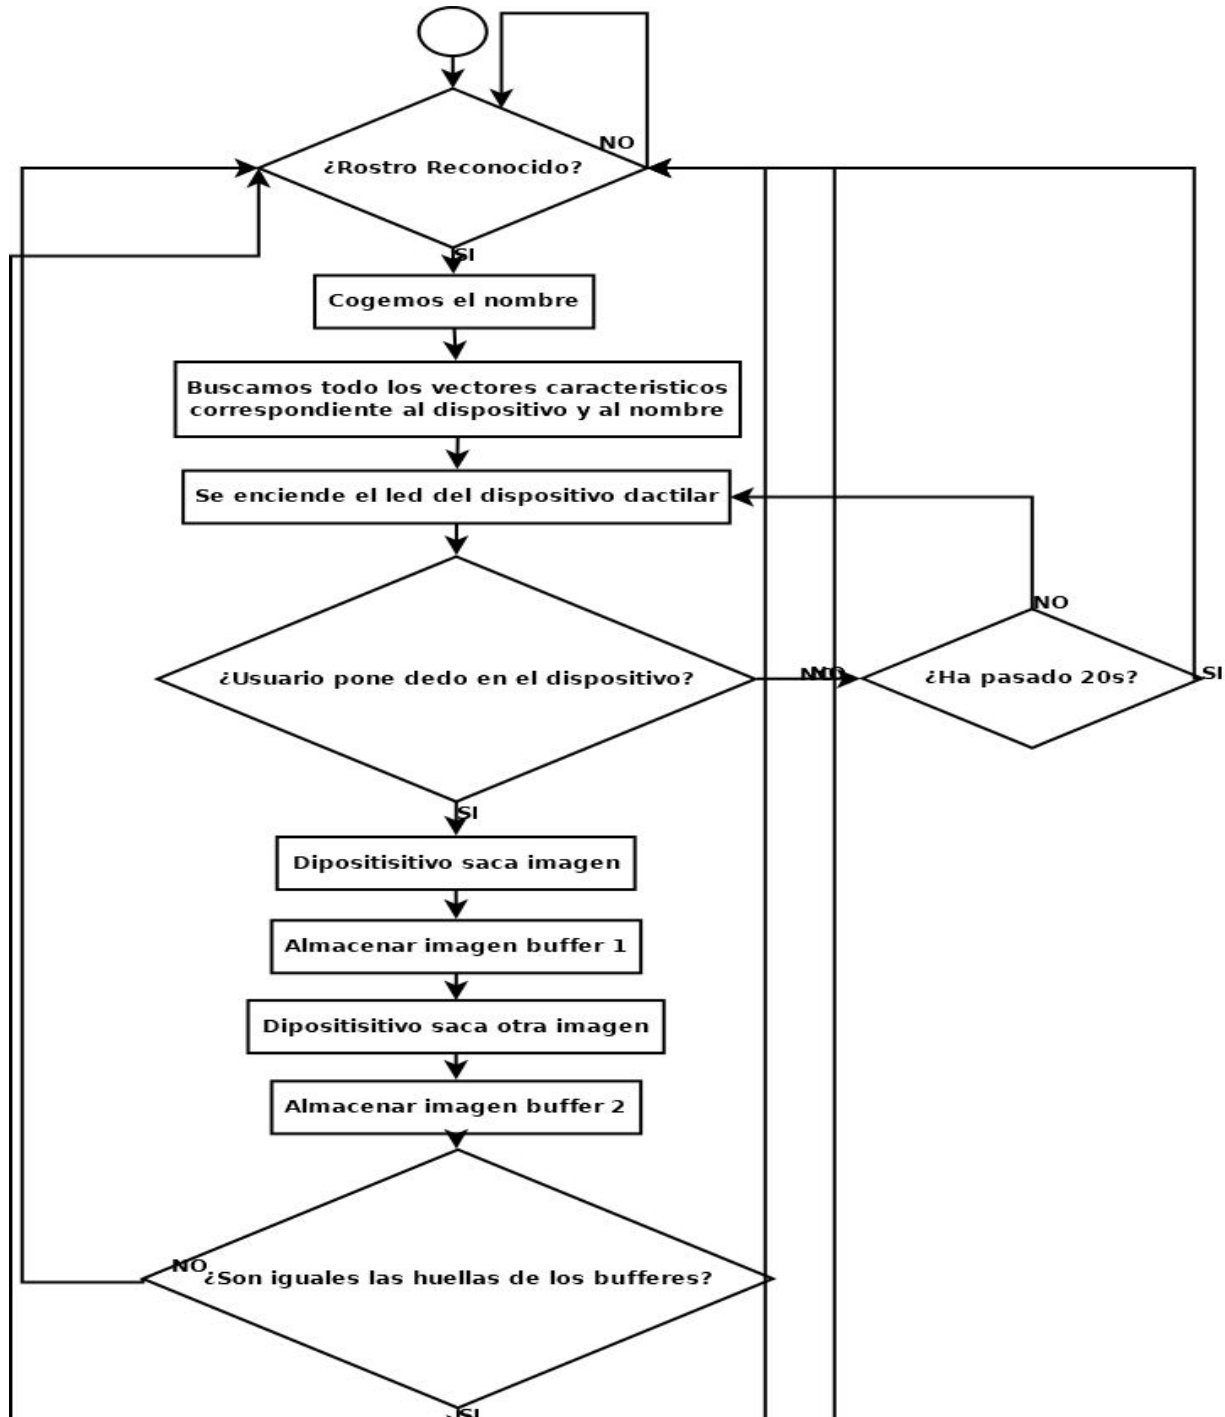 NO
¿Rostro Reconocido?
SI
Cogemos el nombre
Buscamos todo los vectores caracteristicos
correspondiente al dispositivo y al nombre
Se enciende el led del dispositivo dactilar
NO
¿Usuario pone dedo en el dispositivo?
NO
NO
¿Ha pasado 20s?
SI
SI
Dipositisitivo saca imagen
Almacenar imagen buffer 1
Dipositisitivo saca otra imagen
Almacenar imagen buffer 2
NO
¿Son iguales las huellas de los bufferes?
SI